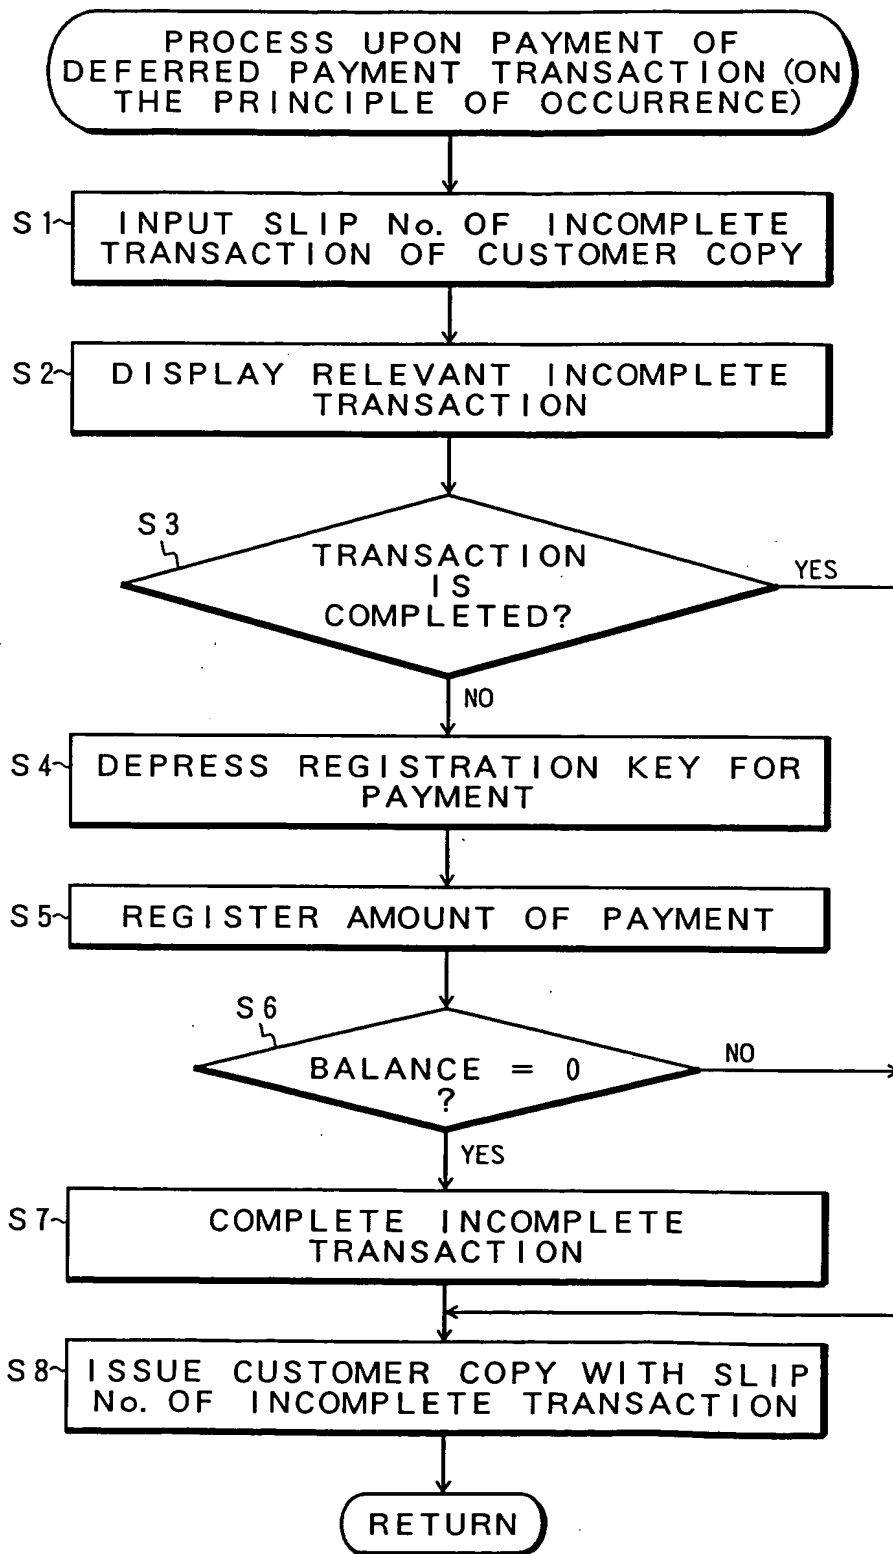 PROCESS UPON PAYMENT OF
DEFERRED PAYMENT TRANSACTION (ON
THE PRINCIPLE OF OCCURRENCE)
S1
INPUT SLIP No. OF INCOMPLETE
TRANSACTION OF CUSTOMER COPY
S2
DISPLAY RELEVANT INCOMPLETE
TRANSACTION
S3
TRANSACTION
IS
COMPLETED?
YES
NO
S4
DEPRESS REGISTRATION KEY FOR
PAYMENT
S5
REGISTER AMOUNT OF PAYMENT
S6
BALANCE = 0
?
NO
YES
S7
COMPLETE INCOMPLETE
TRANSACTION
S8
ISSUE CUSTOMER COPY WITH SLIP
No. OF INCOMPLETE TRANSACTION
RETURN